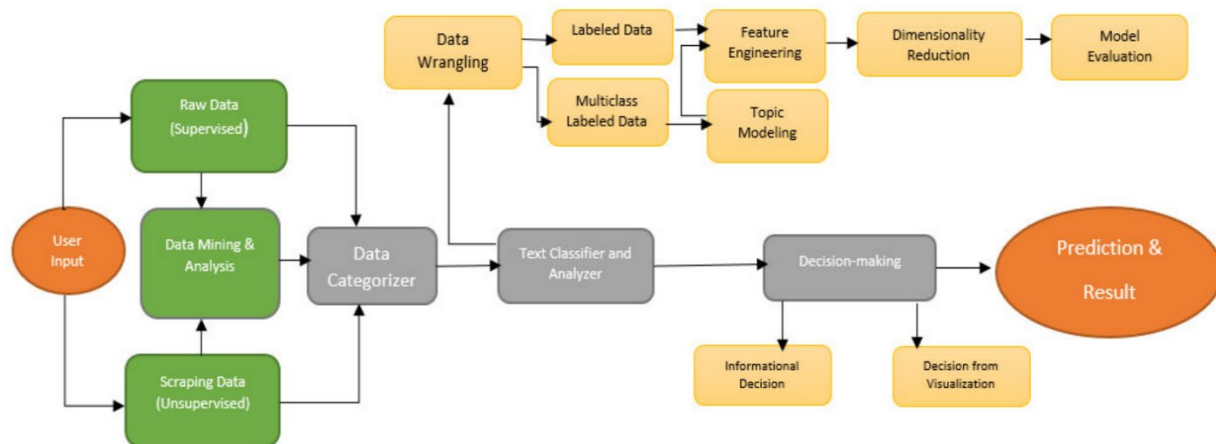 User
Input
Raw Data
(Supervised)
Data Mining &
Analysis
Scraping Data
(Unsupervised)
Data
Categorizer
Text Classifier and
Analyzer
Data
Wrangling
Labeled Data
Multiclass
Labeled Data
Feature
Engineering
Topic
Modeling
Dimensionality
Reduction
Model
Evaluation
Decision-making
Informational
Decision
Decision from
Visualization
Prediction &
Result